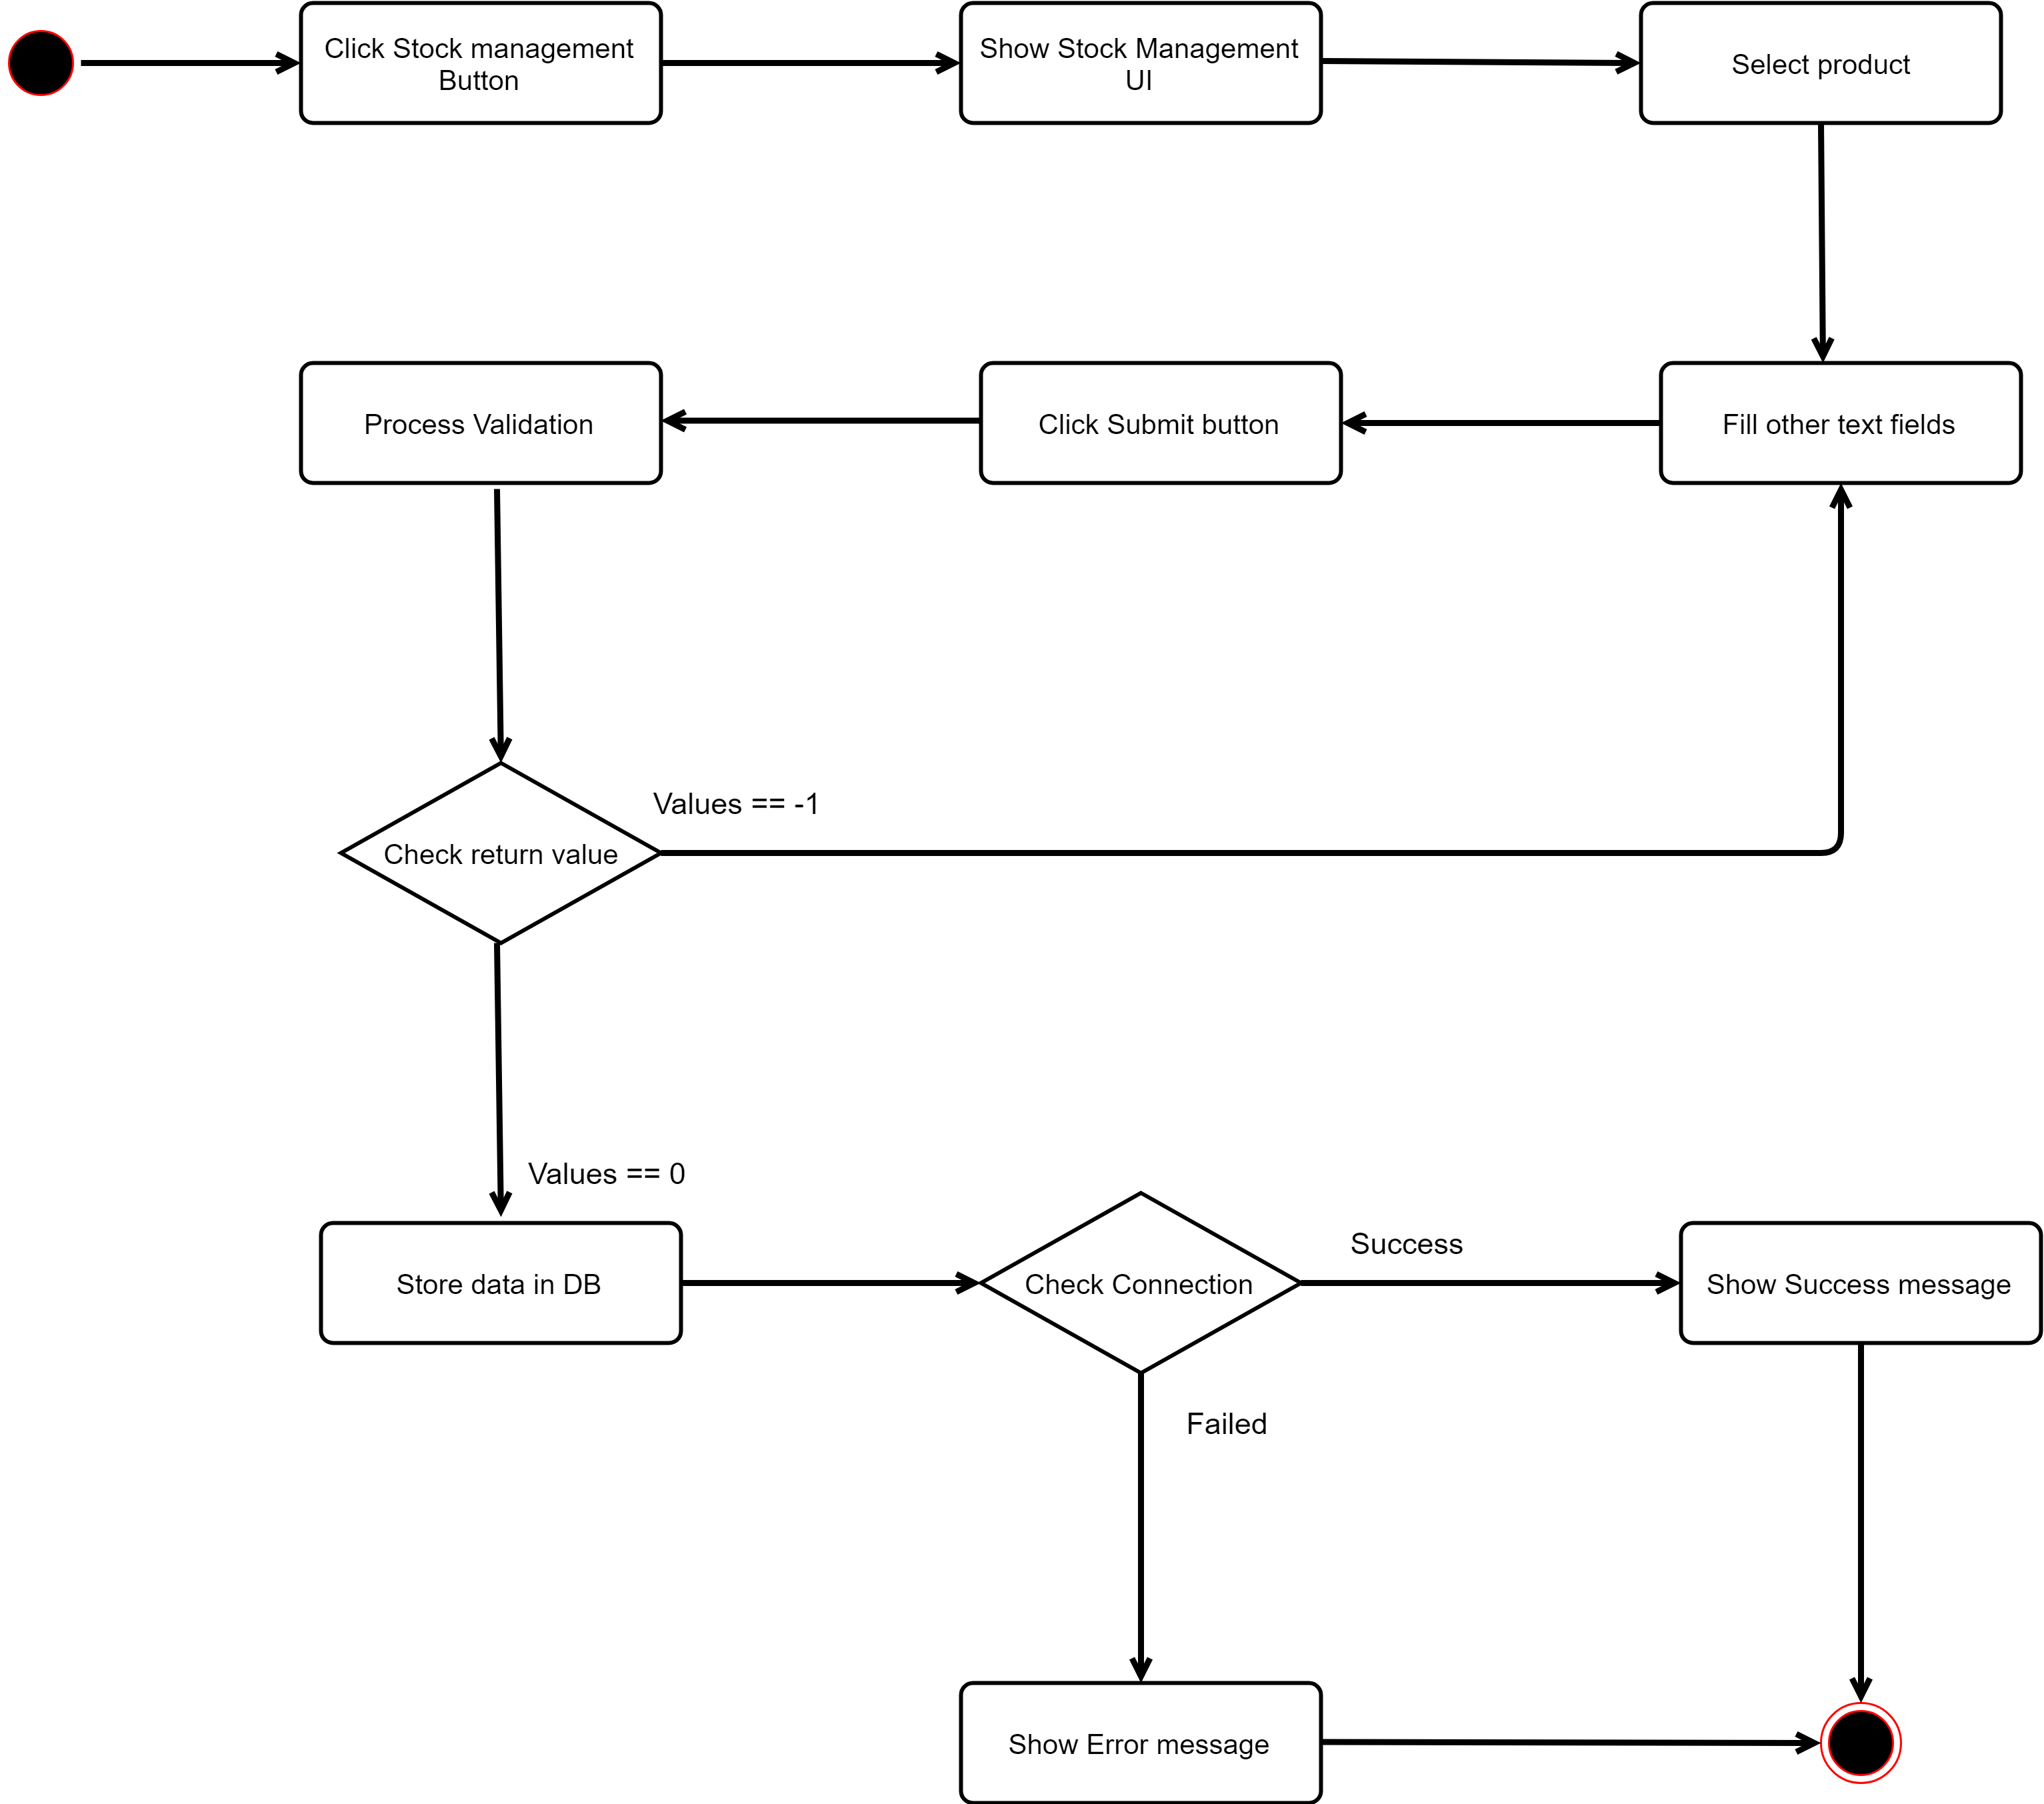 Click Stock management
Button
Show Stock Management
UI
Select product
Process Validation
Click Submit button
Fill other text fields
Values == -1
Check return value
Values == 0
Store data in DB
Check Connection
Success
Show Success message
Failed
Show Error message